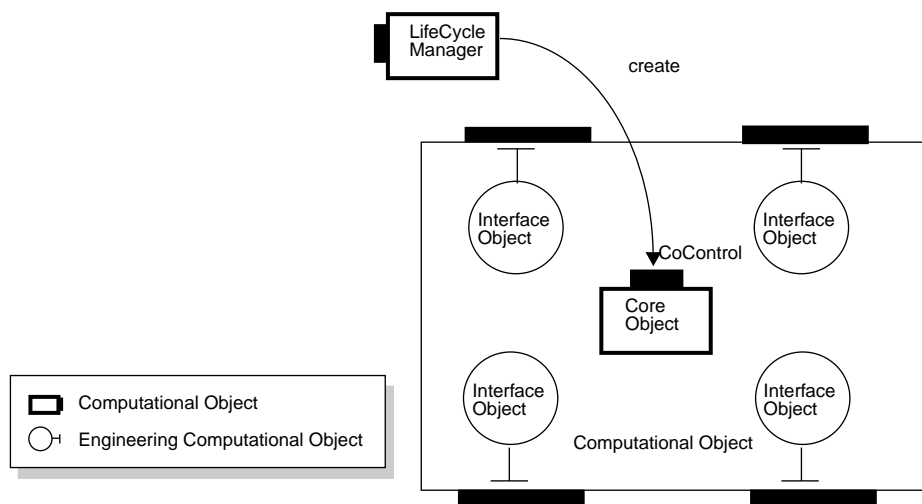 LifeCycle
Manager
create
Interface
Object
Interface
Object
CoControl
Core
Object
Interface
Object
Interface
Object
Computational Object
Computational Object
Engineering Computational Object